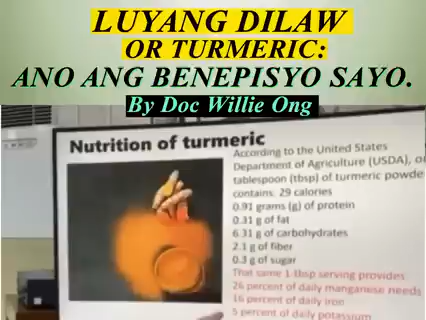 LUYANG DILAW
OR TURMERIC:
ANO ANG BENEPISYO SAYO.
By Doc Willie Ong
Nutrition of turmeric
According to the United States
Department of Agriculture (USDA),
tablespoon (tbsp) of turmeric
contains: 29 calories
0.91 grams (g) of protein
0.31 g of fat
6.31 g of carbohydrates
2.1 g of fiber
0.3 g of sugar
That same 1-tbsp serving provides
26 percent of daily manganese needs
16 percent of daily iron
5 percent of daily potassium